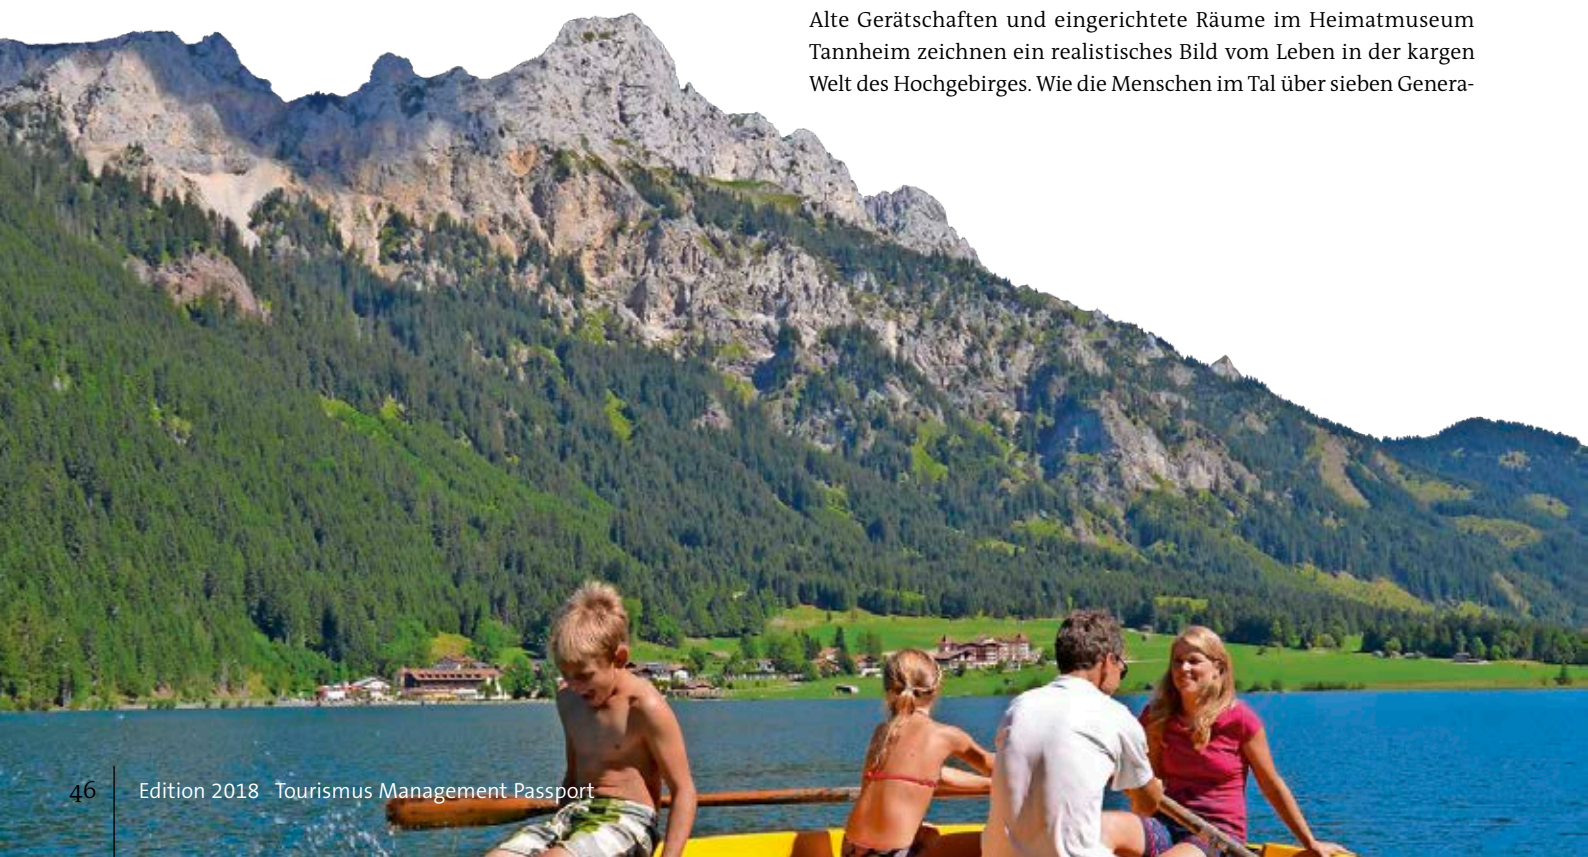 Alte Gerätschaften und eingerichtete Räume im Heimatmuseum
Tannheim zeichnen ein realistisches Bild vom Leben in der kargen
Welt des Hochgebirges. Wie die Menschen im Tal über sieben Genera-
46 Edition 2018 Tourismus Management Passport